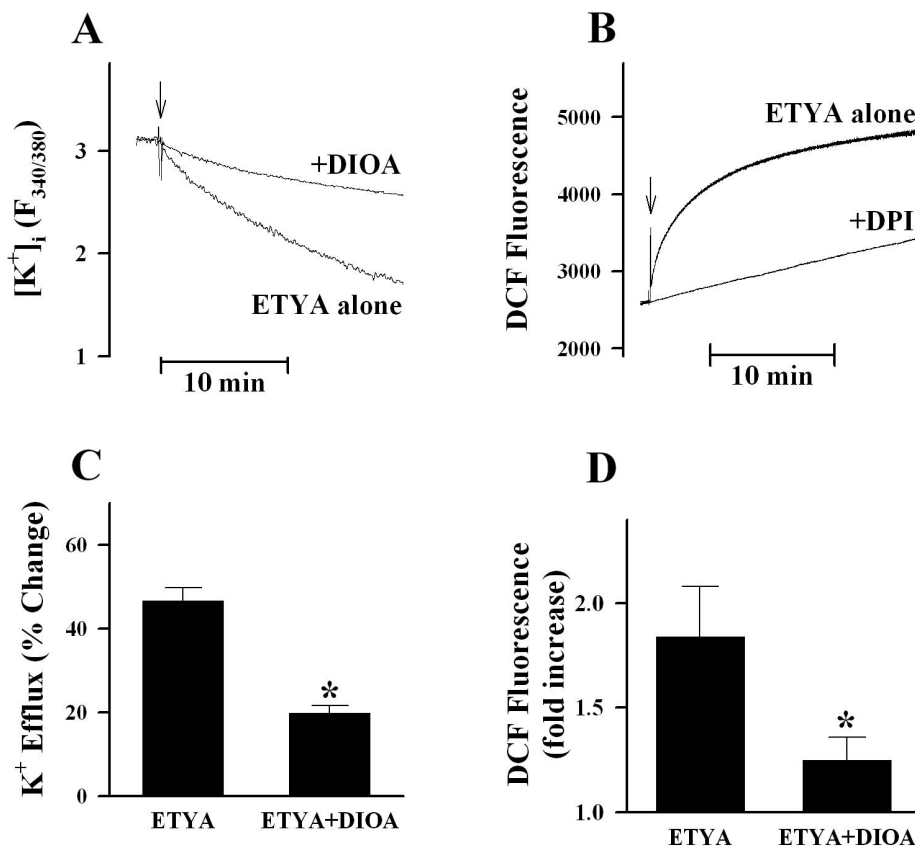 A
[K+]i (F340/380)
3
2
1
+DIOA
ETYA alone
10 min
B
DCF Fluorescence
5000
4000
3000
2000
ETYA alone
+DPI
10 min
C
K+ Efflux (% Change)
60
40
20
0
*
ETYA
ETYA+DIOA
D
DCF Fluorescence
(fold increase)
2.0
1.5
1.0
*
ETYA
ETYA+DIOA